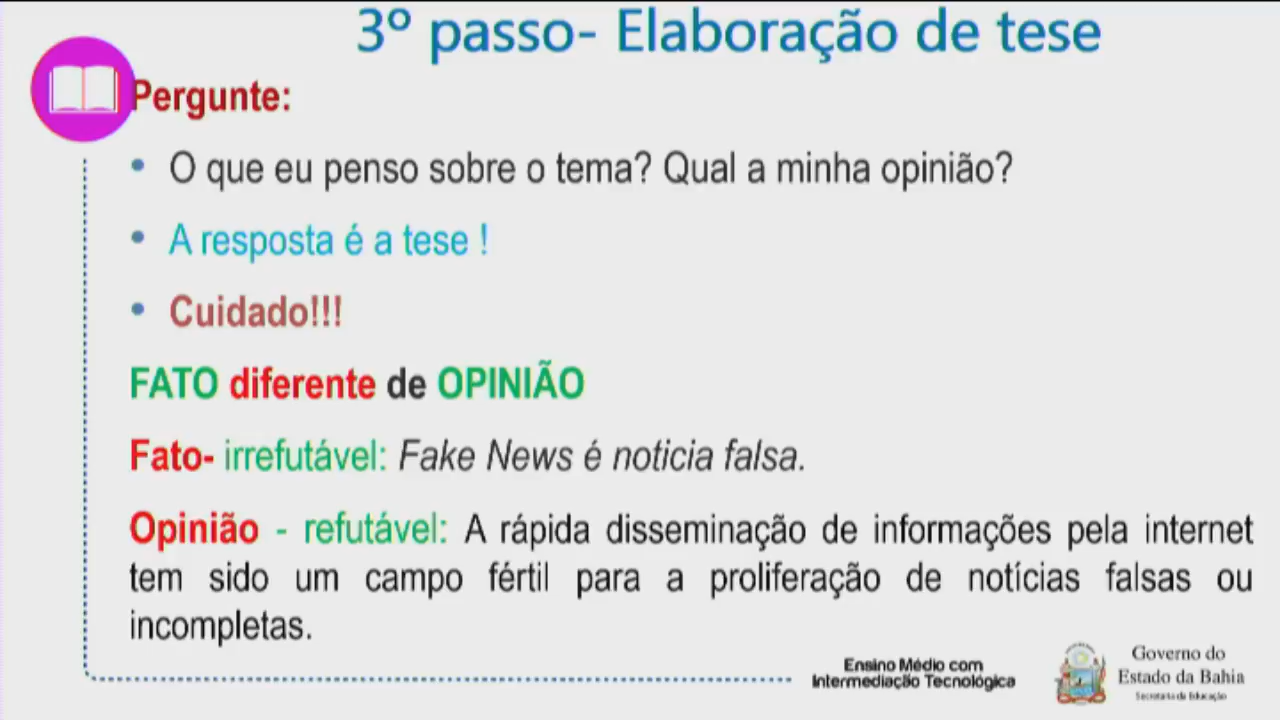 3º passo- Elaboração de tese
Pergunte:
• O que eu penso sobre o tema? Qual a minha opinião?
• A resposta é a tese !
• Cuidado!!!
FATO diferente de OPINIÃO
Fato- irrefutável: Fake News é noticia falsa.
Opinião - refutável: A rápida disseminação de informações pela internet
tem sido um campo fértil para a proliferação de notícias falsas ou
incompletas.
Ensino Médio com
Intermediação Tecnológica
Governo do
Estado da Bahia
Secretaria da Educação